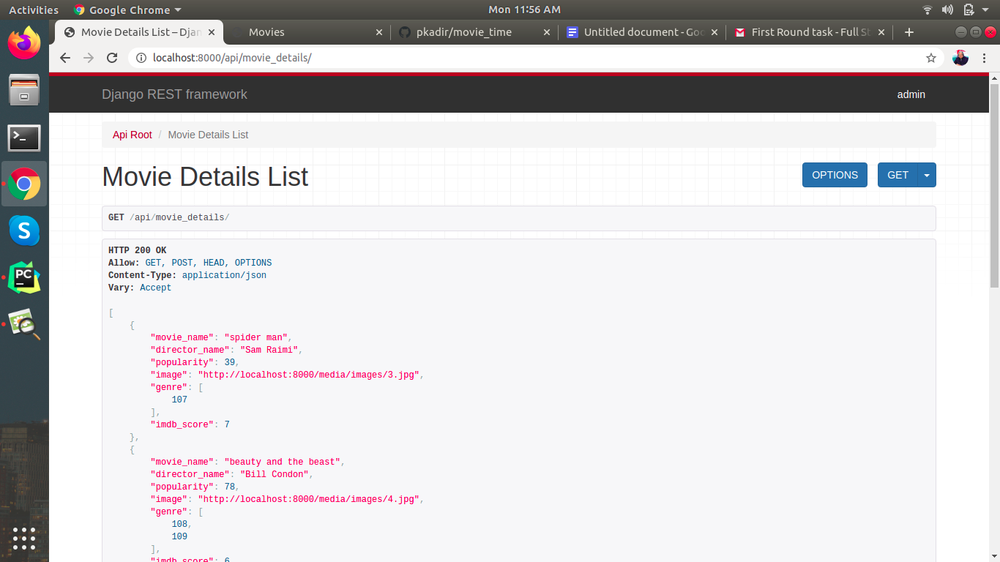 Activities
Google Chrome
Mon 11:56 AM
Movie Details List – Djan
Movies
pkadir/movie_time
Untitled document - Goo
First Round task - Full St
localhost:8000/api/movie_details/
Django REST framework
admin
Api Root / Movie Details List
Movie Details List
OPTIONS
GET
GET /api/movie_details/
HTTP 200 OK
Allow: GET, POST, HEAD, OPTIONS
Content-Type: application/json
Vary: Accept
[
{
"movie_name": "spider man",
"director_name": "Sam Raimi",
"popularity": 39,
"image": "http://localhost:8000/media/images/3.jpg",
"genre": [
107
],
"imdb_score": 7
},
{
"movie_name": "beauty and the beast",
"director_name": "Bill Condon",
"popularity": 78,
"image": "http://localhost:8000/media/images/4.jpg",
"genre": [
108,
109
],
"imdb_score": 6
S
PC